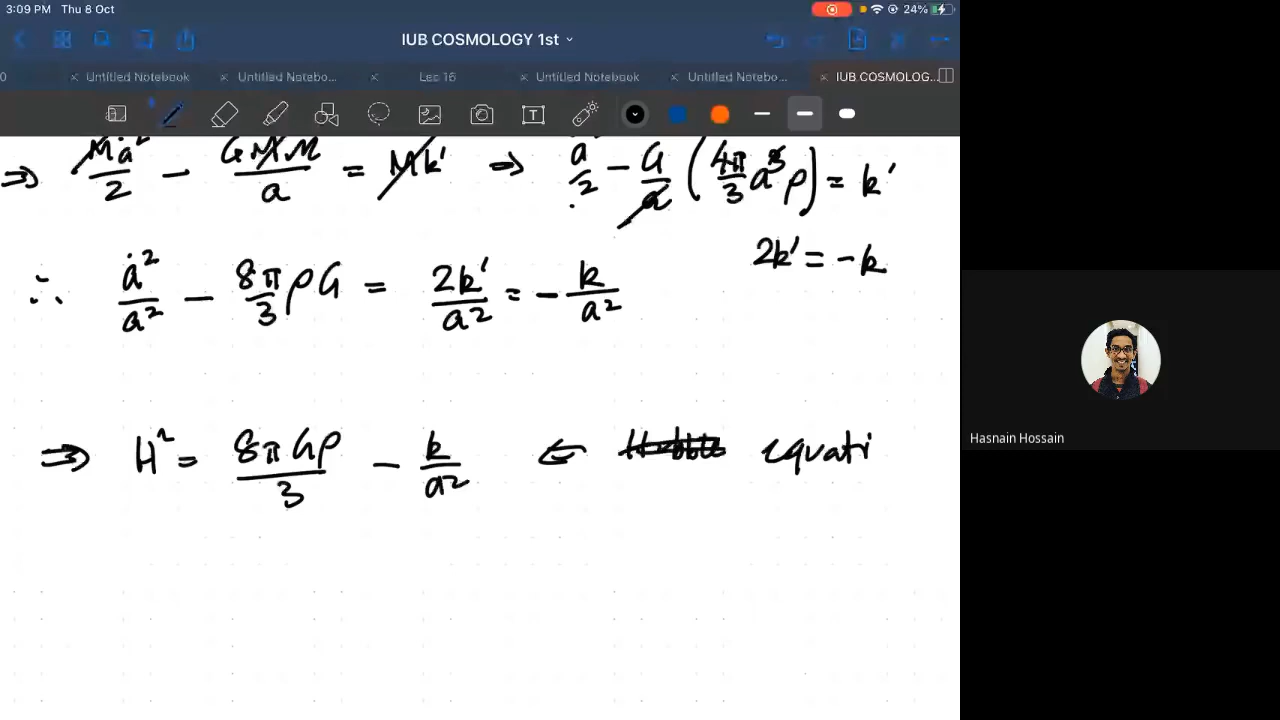 3:09 PM Thu 8 Oct 24%
IUB COSMOLOGY 1st
0 × Untitled Notebook × Untitled Notebo... × Lec 16 × Untitled Notebook × Untitled Notebo... × IUB COSMOLOG...
T
⇒ Mȧ²/2 − GMM/a = Mk' ⇒ ȧ²/2 − G/a (4π/3 a³ρ) = k'
2k' = −k
∴ ȧ²/a² − 8π/3 ρG = 2k'/a² = −k/a²
⇒ H² = 8πGρ/3 − k/a² ⇐ Hubble equati
Hasnain Hossain